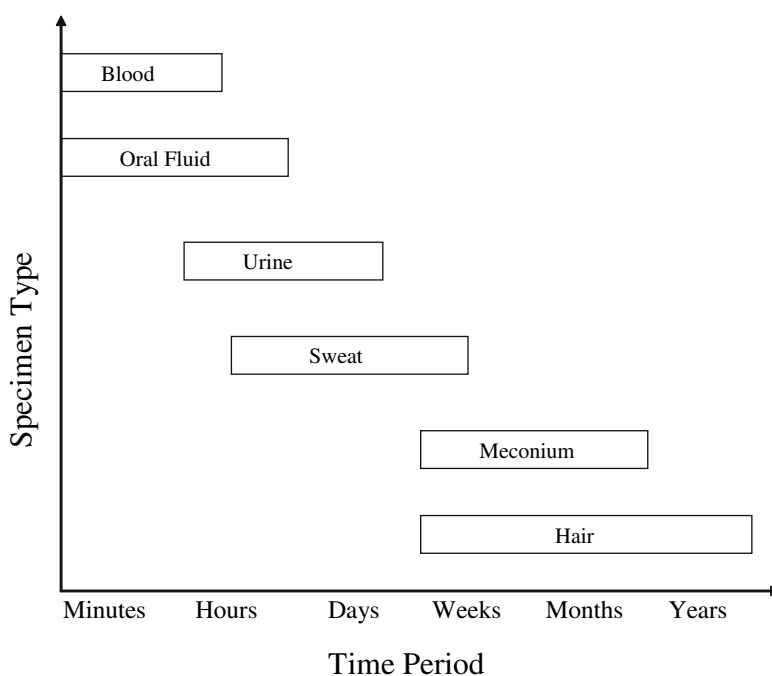 Blood
Oral Fluid
Urine
Sweat
Meconium
Hair
Specimen Type
Minutes Hours Days Weeks Months Years
Time Period